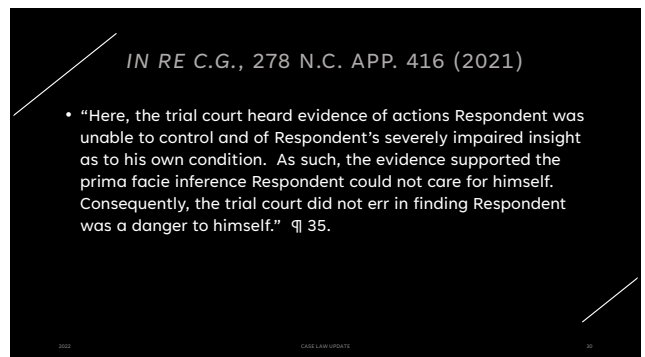 IN RE C.G., 278 N.C. APP. 416 (2021)
• “Here, the trial court heard evidence of actions Respondent was
unable to control and of Respondent’s severely impaired insight
as to his own condition.  As such, the evidence supported the
prima facie inference Respondent could not care for himself.
Consequently, the trial court did not err in finding Respondent
was a danger to himself.”  ¶ 35.
2022
CASE LAW UPDATE
30